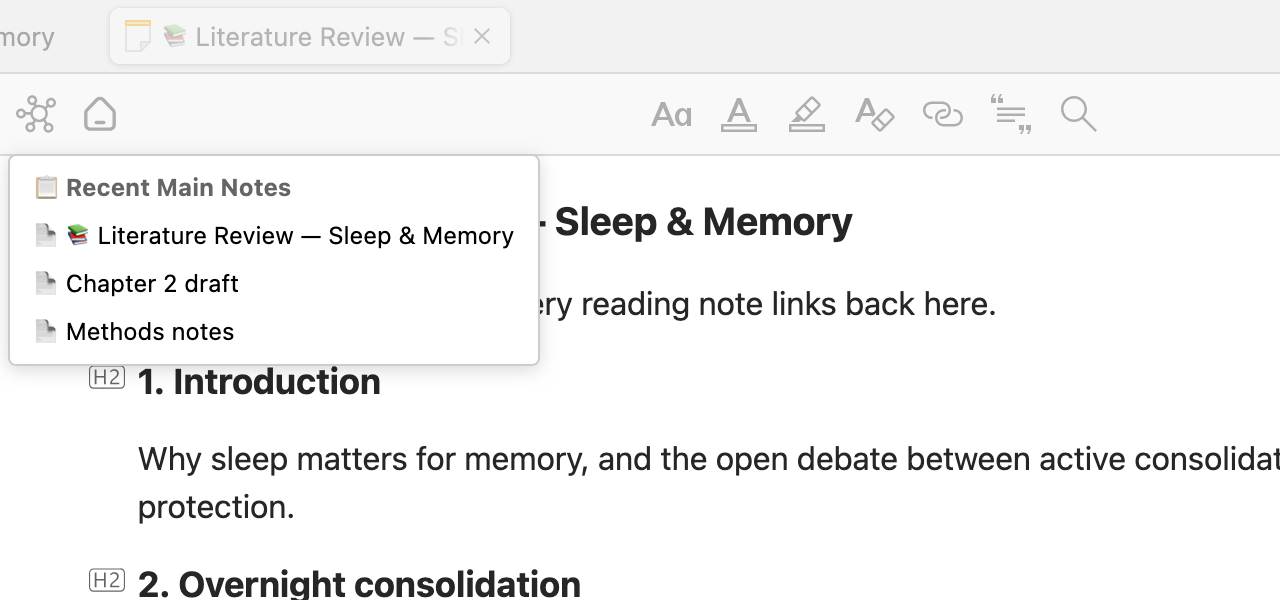 mory
📚 Literature Review —
Aa
A
A
📋 Recent Main Notes
📚 Literature Review — Sleep & Memory
Chapter 2 draft
Methods notes
Sleep & Memory
reading note links back here.
H2 1. Introduction
Why sleep matters for memory, and the open debate between active consolidat
protection.
H2 2. Overnight consolidation